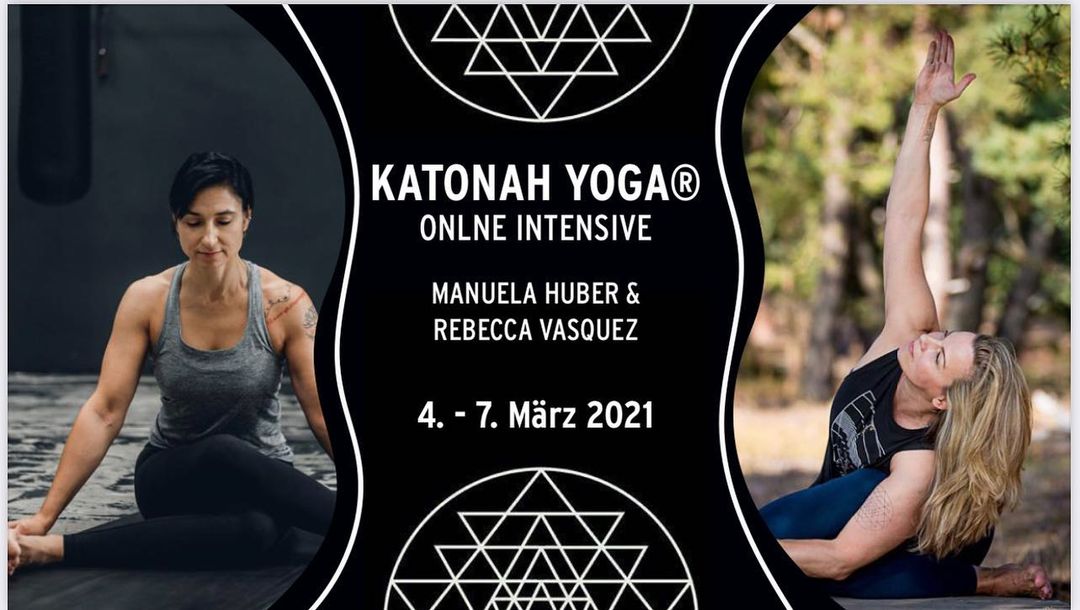 KATONAH YOGA®
ONLNE INTENSIVE
MANUELA HUBER &
REBECCA VASQUEZ
4. - 7. März 2021